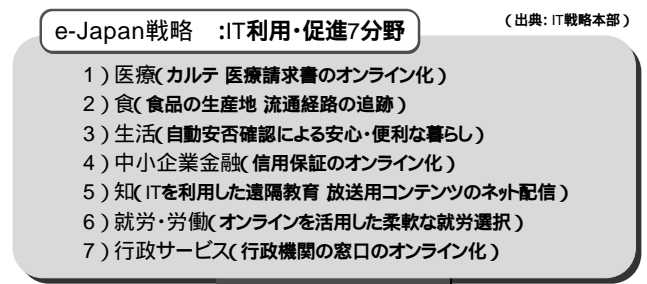 e-Japan戦略 :IT利用・促進7分野
(出典: IT戦略本部)
1)医療(カルテ 医療請求書のオンライン化)
2)食(食品の生産地 流通経路の追跡)
3)生活(自動安否確認による安心・便利な暮らし)
4)中小企業金融(信用保証のオンライン化)
5)知(ITを利用した遠隔教育 放送用コンテンツのネット配信)
6)就労・労働(オンラインを活用した柔軟な就労選択)
7)行政サービス(行政機関の窓口のオンライン化)